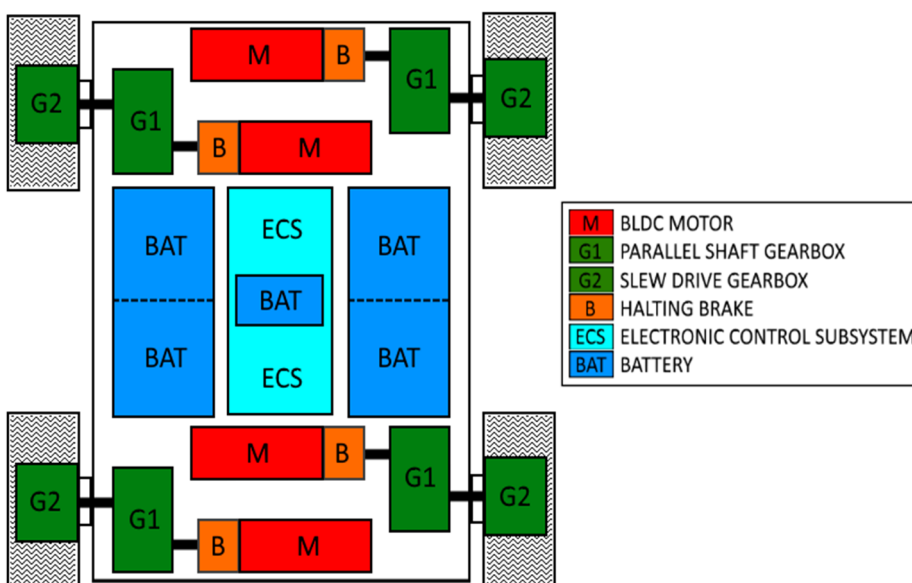 M B G1
G2 G2
G1
B M
BAT ECS BAT
BAT
BAT ECS BAT
M B G1
G2 G2
G1
B M
M BLDC MOTOR
G1 PARALLEL SHAFT GEARBOX
G2 SLEW DRIVE GEARBOX
B HALTING BRAKE
ECS ELECTRONIC CONTROL SUBSYSTEM
BAT BATTERY